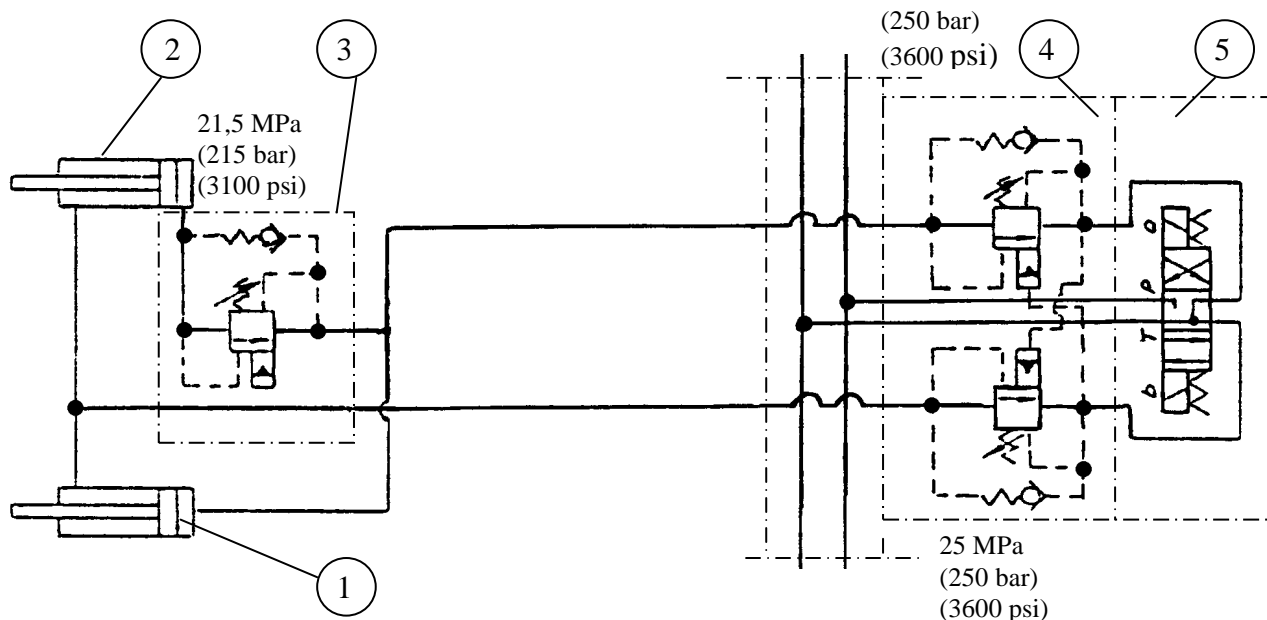 (250 bar)
(3600 psi)
2
3
4
5
21,5 MPa
(215 bar)
(3100 psi)
a
P
T
b
25 MPa
(250 bar)
(3600 psi)
1